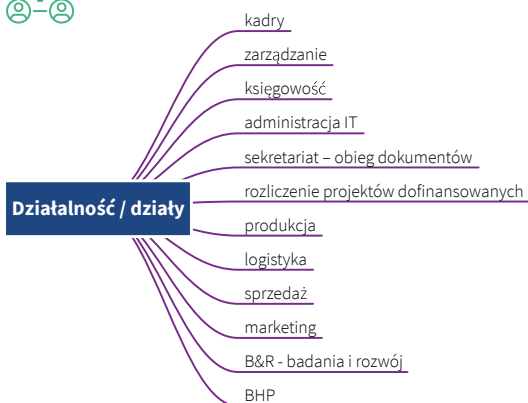 kadry
zarządzanie
księgowość
administracja IT
sekretariat – obieg dokumentów
rozliczenie projektów dofinansowanych
Działalność / działy
produkcja
logistyka
sprzedaż
marketing
B&R - badania i rozwój
BHP